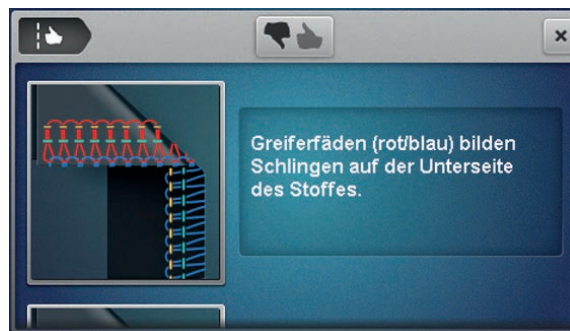 Greiferfäden (rot/blau) bilden
Schlingen auf der Unterseite
des Stoffes.